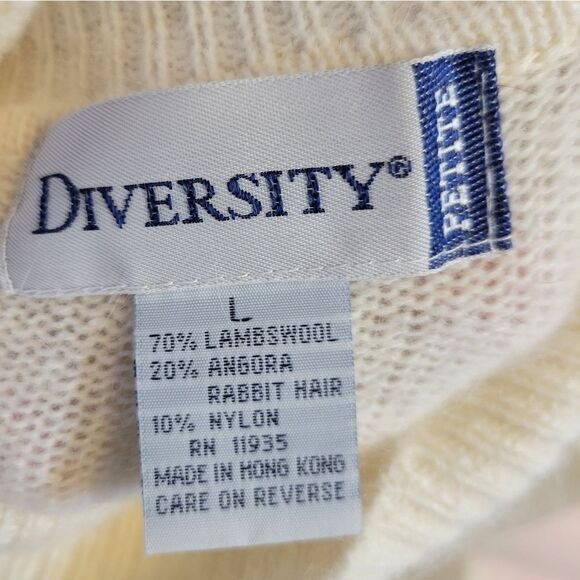 DIVERSITY®
PETITE
L
70% LAMBSWOOL
20% ANGORA
RABBIT HAIR
10% NYLON
RN 11935
MADE IN HONG KONG
CARE ON REVERSE